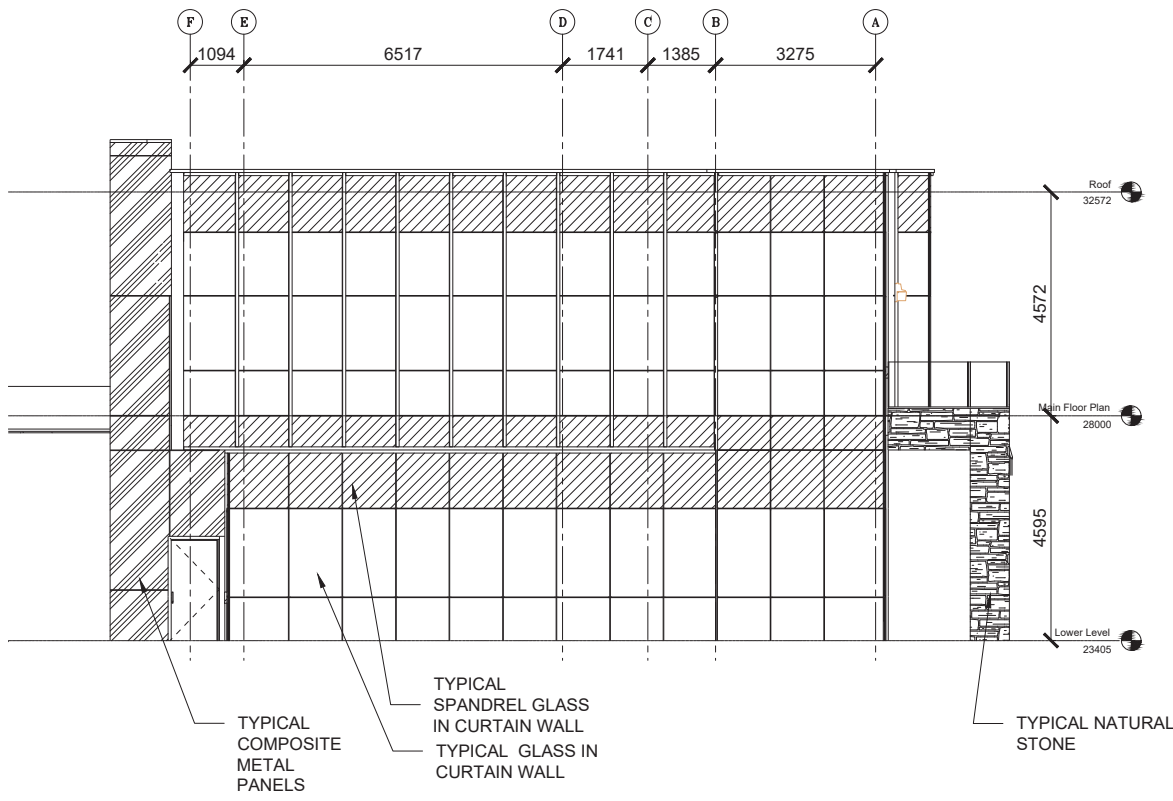 F E D C B A
1094 6517 1741 1385 3275
Roof
32572
4572
Main Floor Plan
28000
4595
Lower Level
23405
TYPICAL
SPANDREL GLASS
IN CURTAIN WALL
TYPICAL
COMPOSITE
METAL
PANELS
TYPICAL GLASS IN
CURTAIN WALL
TYPICAL NATURAL
STONE